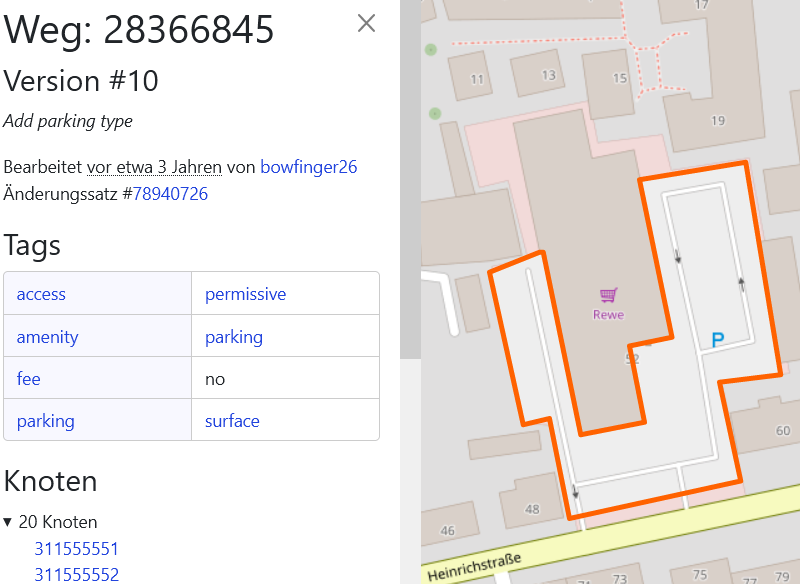 Weg: 28366845
Version #10
Add parking type
Bearbeitet vor etwa 3 Jahren von bowfinger26
Änderungssatz #78940726
Tags
access permissive
amenity parking
fee no
parking surface
Knoten
▾ 20 Knoten
311555551
311555552
17
11
13
15
19
Rewe
52
P
60
48
46
Heinrichstraße
71
73
75
77
79